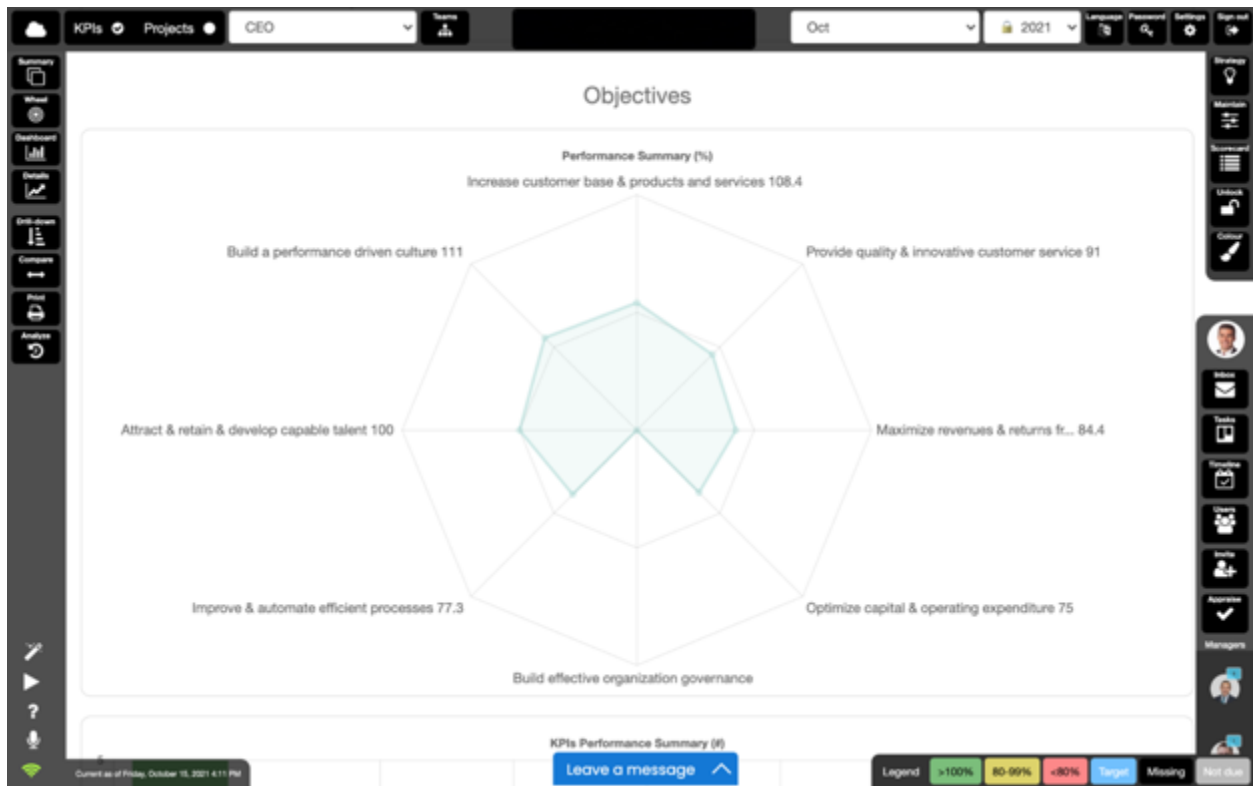 KPIs Projects CEO Teams Oct 2021 Language Password Settings Sign out
Summary
Wheel
Dashboard
Details
Drill-down
Compare
Print
Analyze
Objectives
Performance Summary (%)
Increase customer base & products and services 108.4
Build a performance driven culture 111
Provide quality & innovative customer service 91
Attract & retain & develop capable talent 100
Maximize revenues & returns fr... 84.4
Improve & automate efficient processes 77.3
Optimize capital & operating expenditure 75
Build effective organization governance
KPIs Performance Summary (#)
Strategy
Maintain
Scorecard
Unlock
Colour
Inbox
Tasks
Timeline
Users
Invite
Appraise
Managers
?
Current as of Friday, October 15, 2021 4:11 PM
Leave a message
Legend >100% 80-99% <80% Target Missing Not due